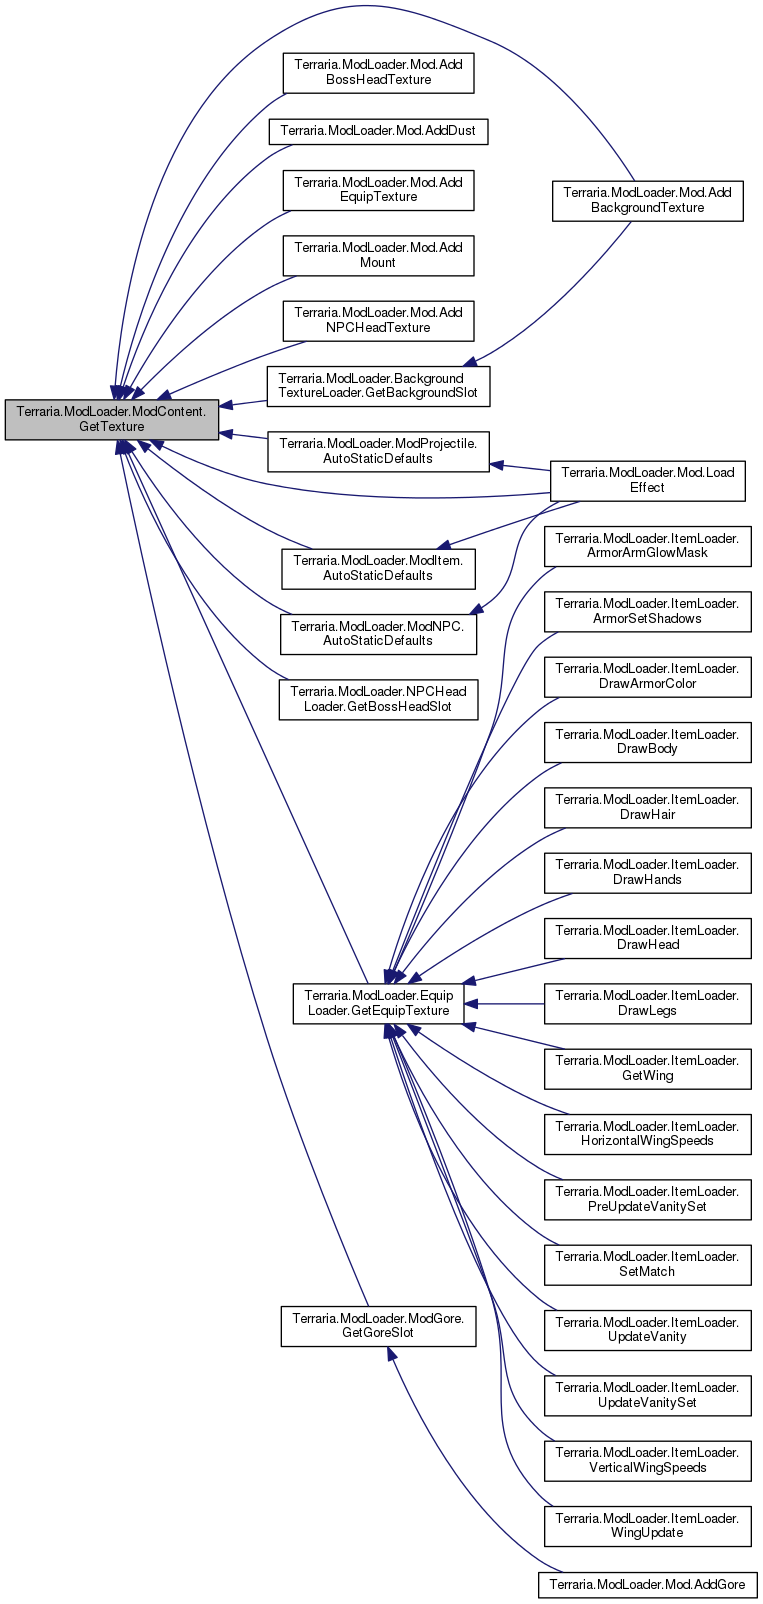 Terraria.ModLoader.Mod.Add
BossHeadTexture
Terraria.ModLoader.Mod.AddDust
Terraria.ModLoader.Mod.Add
EquipTexture
Terraria.ModLoader.Mod.Add
BackgroundTexture
Terraria.ModLoader.Mod.Add
Mount
Terraria.ModLoader.Mod.Add
NPCHeadTexture
Terraria.ModLoader.Background
TextureLoader.GetBackgroundSlot
Terraria.ModLoader.ModContent.
GetTexture
Terraria.ModLoader.ModProjectile.
AutoStaticDefaults
Terraria.ModLoader.Mod.Load
Effect
Terraria.ModLoader.ItemLoader.
ArmorArmGlowMask
Terraria.ModLoader.ModItem.
AutoStaticDefaults
Terraria.ModLoader.ItemLoader.
ArmorSetShadows
Terraria.ModLoader.ModNPC.
AutoStaticDefaults
Terraria.ModLoader.ItemLoader.
DrawArmorColor
Terraria.ModLoader.NPCHead
Loader.GetBossHeadSlot
Terraria.ModLoader.ItemLoader.
DrawBody
Terraria.ModLoader.ItemLoader.
DrawHair
Terraria.ModLoader.ItemLoader.
DrawHands
Terraria.ModLoader.ItemLoader.
DrawHead
Terraria.ModLoader.Equip
Loader.GetEquipTexture
Terraria.ModLoader.ItemLoader.
DrawLegs
Terraria.ModLoader.ItemLoader.
GetWing
Terraria.ModLoader.ItemLoader.
HorizontalWingSpeeds
Terraria.ModLoader.ItemLoader.
PreUpdateVanitySet
Terraria.ModLoader.ItemLoader.
SetMatch
Terraria.ModLoader.ModGore.
GetGoreSlot
Terraria.ModLoader.ItemLoader.
UpdateVanity
Terraria.ModLoader.ItemLoader.
UpdateVanitySet
Terraria.ModLoader.ItemLoader.
VerticalWingSpeeds
Terraria.ModLoader.ItemLoader.
WingUpdate
Terraria.ModLoader.Mod.AddGore